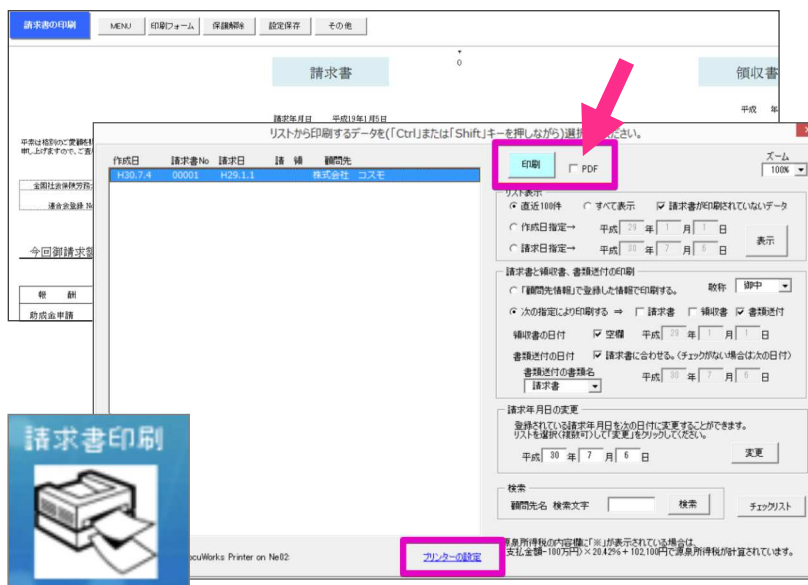 請求書の印刷 MENU 印刷フォーム 保護解除 設定保存 その他
請求書 0 領収書
平成 年
請求年月日 平成19年1月5日
リストから印刷するデータを(「Ctrl」または「Shift」キーを押しながら)選択 ださい。
平素は格別のご愛顧を
申し上げますので、ご査
全国社会保険労務
連合会登録 №
今回御請求
報 酬
助成金申請
作成日 請求書No 請求日 請 領 顧問先
H30.7.4 00001 H29.1.1 株式会社 コスモ
印刷 PDF
ズーム
100%
リスト表示
直近100件 すべて表示 請求書が印刷されていないデータ
作成日指定→ 平成 29 年 1 月 1 日
請求日指定→ 平成 30 年 7 月 6 日
表示
請求書と領収書、書類送付の印刷
「顧問先情報」で登録した情報で印刷する。 敬称 御中
次の指定により印刷する ⇒ 請求書 領収書 書類送付
領収書の日付 空欄 平成 29 年 1 月 1 日
書類送付の日付 請求書に合わせる。(チェックがない場合は次の日付)
書類送付の書類名 平成 30 年 7 月 6 日
請求書
請求年月日の変更
登録されている請求年月日を次の日付に変更することができます。
リストを選択(複数可)して「変更」をクリックしてください。
平成 30 年 7 月 6 日 変更
検索
顧問先名 検索文字 検索 チェックリスト
請求書印刷
ocuWorks Printer on Ne02: プリンターの設定
源泉所得税の内容欄に「※」が表示されている場合は、
支払金額-100万円)×20.42%+102,100円で源泉所得税が計算されています。